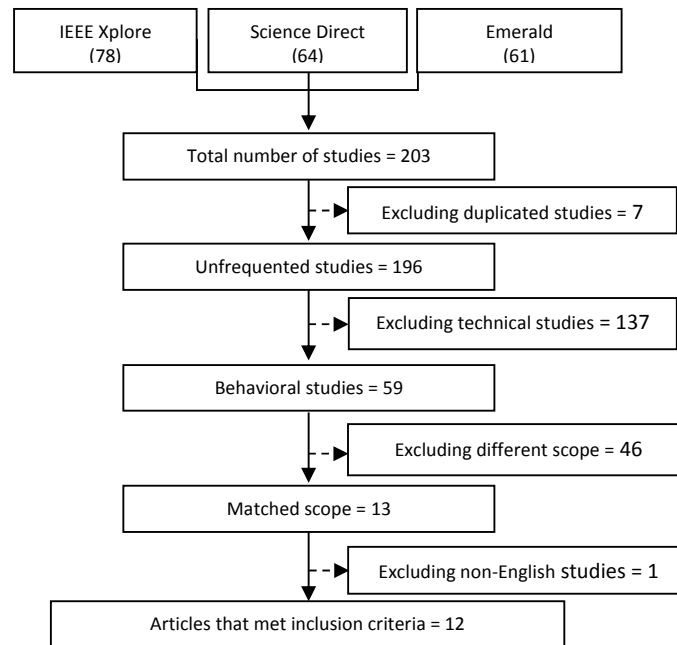 IEEE Xplore
(78)
Science Direct
(64)
Emerald
(61)
Total number of studies = 203
Excluding duplicated studies = 7
Unfrequented studies = 196
Excluding technical studies = 137
Behavioral studies = 59
Excluding different scope = 46
Matched scope = 13
Excluding non-English studies = 1
Articles that met inclusion criteria = 12